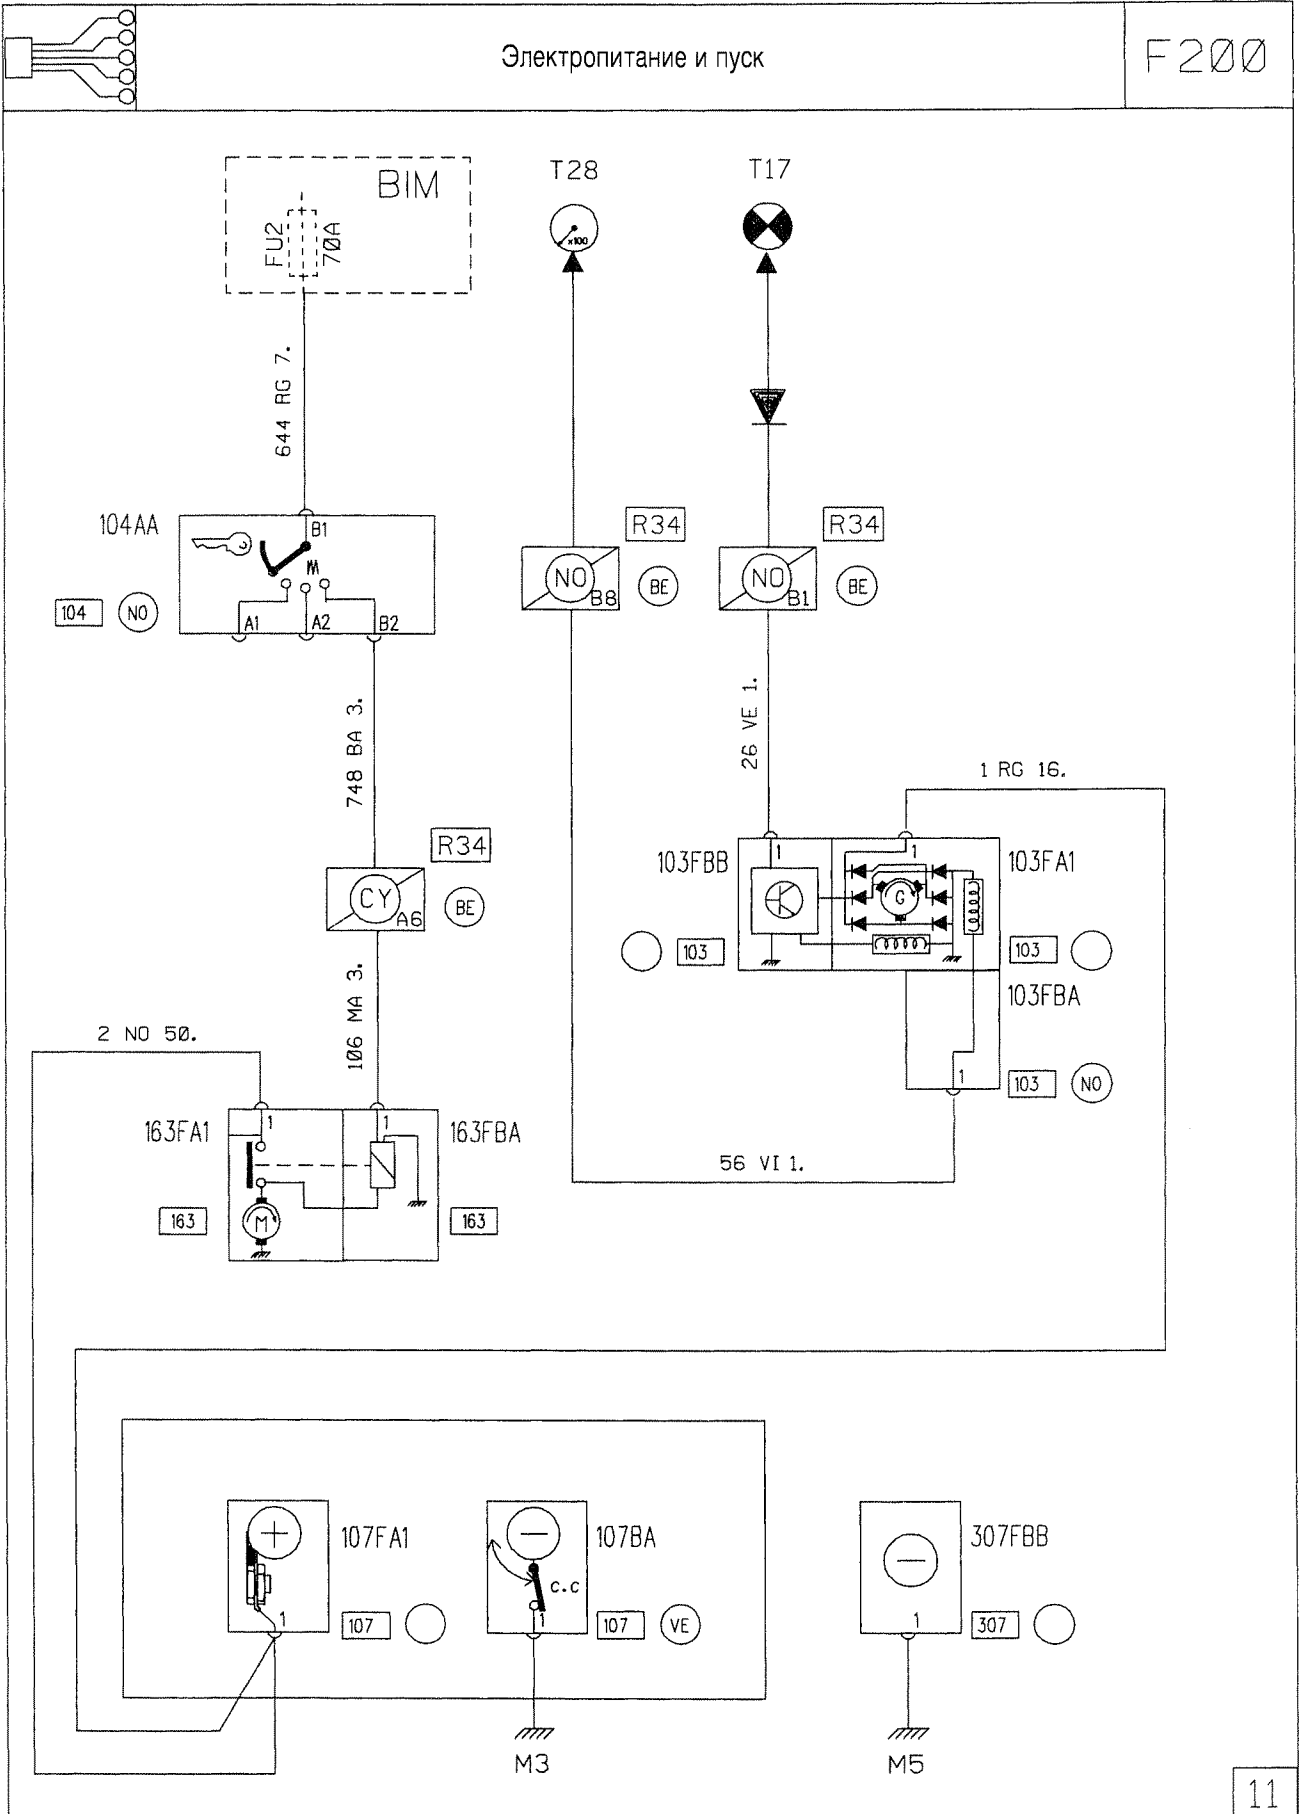 Электропитание и пуск
F200
BIM
FU2
70A
T28
x100
T17
644 RG 7.
104AA
B1
M
A1
A2
B2
104
NO
R34
NO
B8
BE
R34
NO
B1
BE
748 BA 3.
26 VE 1.
1 RG 16.
R34
CY
A6
BE
103FBB
1
1
103FA1
G
103
103
103FBA
1
103
NO
106 MA 3.
2 NO 50.
163FA1
1
1
163FBA
M
163
163
56 VI 1.
107FA1
1
107
107BA
c.c
1
107
VE
307FBB
1
307
M3
M5
11